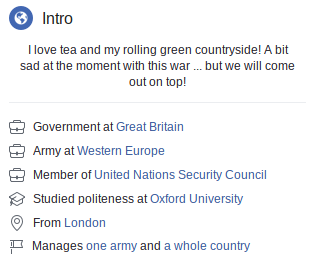 Intro
I love tea and my rolling green countryside! A bit
sad at the moment with this war ... but we will come
out on top!
Government at Great Britain
Army at Western Europe
Member of United Nations Security Council
Studied politeness at Oxford University
From London
Manages one army and a whole country